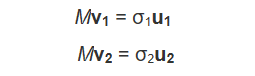 Mv₁ = σ₁u₁
Mv₂ = σ₂u₂